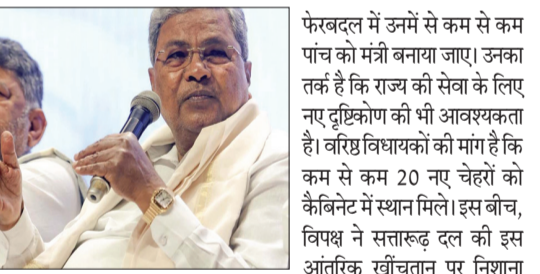 फेरबदल में उनमें से कम से कम
पांच को मंत्री बनाया जाए। उनका
तर्क है कि राज्य की सेवा के लिए
नए दृष्टिकोण की भी आवश्यकता
है। वरिष्ठ विधायकों की मांग है कि
कम से कम 20 नए चेहरों को
कैबिनेट में स्थान मिले। इस बीच,
विपक्ष ने सत्तारूढ़ दल की इस
आंतरिक खींचतान पर निशाना